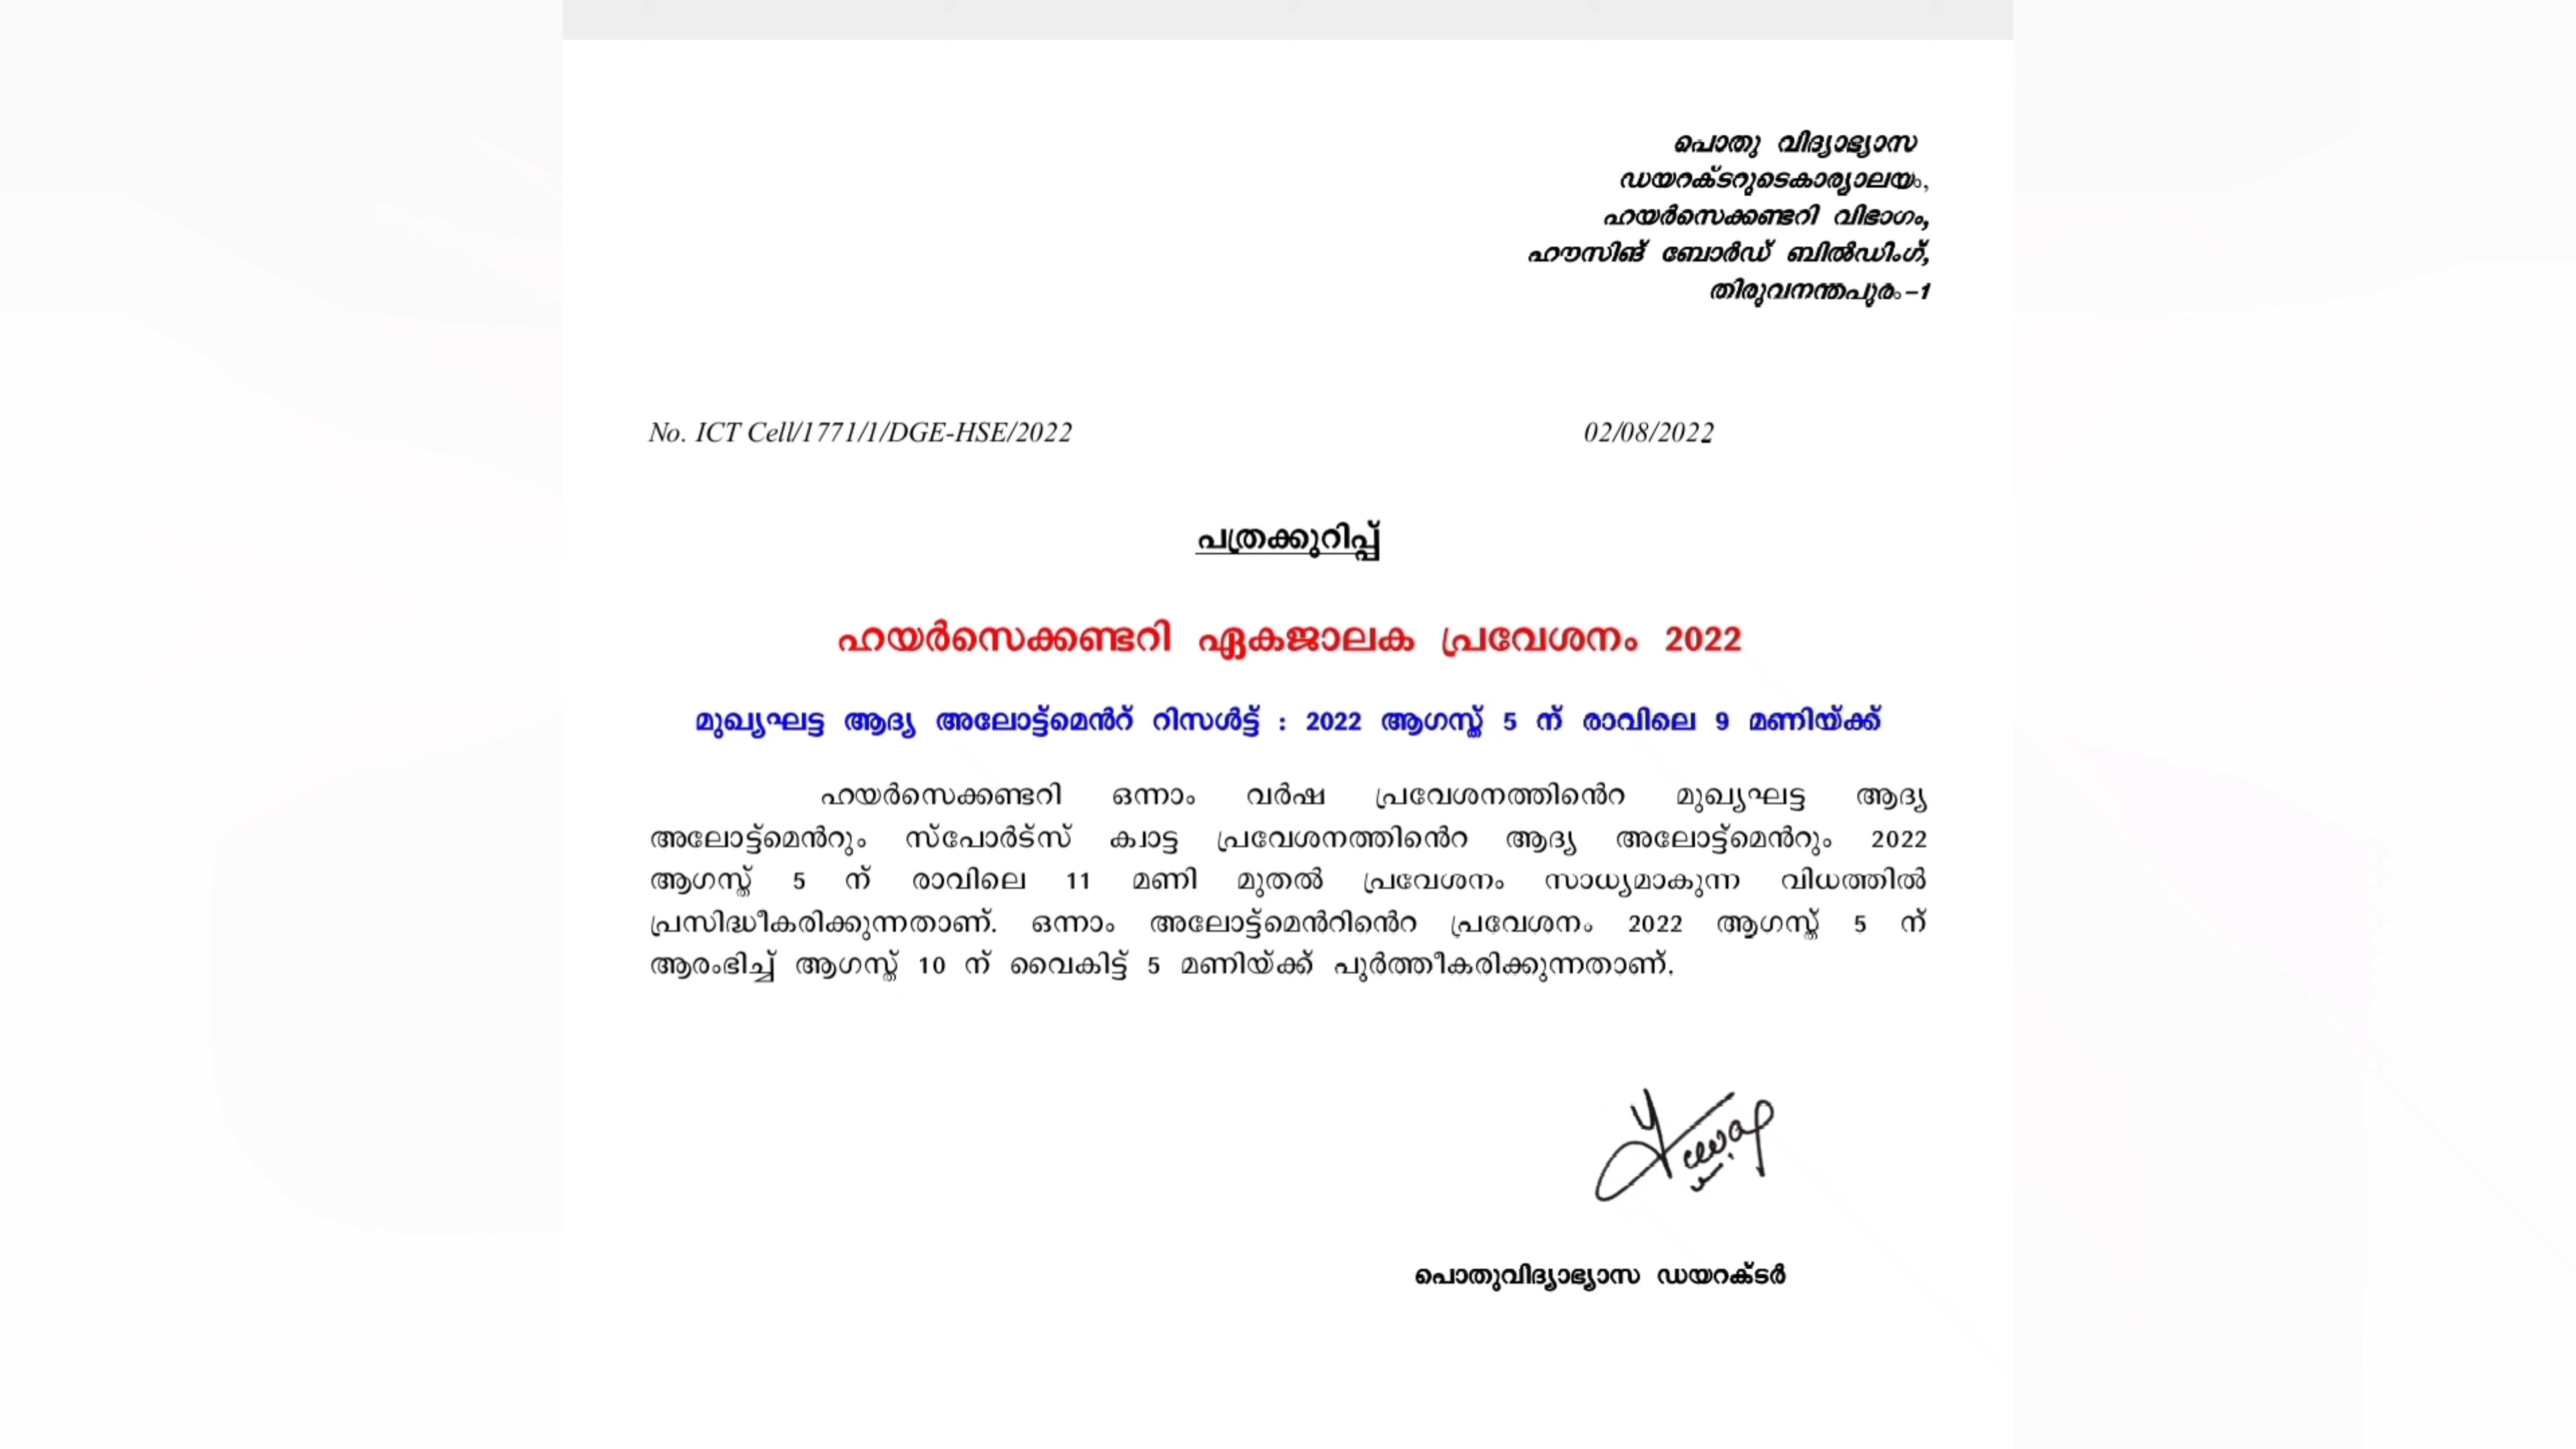 പൊതു വിദ്യാഭ്യാസ
ഡയറക്ടറുടെകാര്യാലയം,
ഹയർസെക്കണ്ടറി വിഭാഗം,
ഹൗസിങ് ബോർഡ് ബിൽഡിംഗ്,
തിരുവനന്തപുരം-1
No. ICT Cell/1771/1/DGE-HSE/2022 02/08/2022
പത്രക്കുറിപ്പ്
ഹയർസെക്കണ്ടറി ഏകജാലക പ്രവേശനം 2022
മുഖ്യഘട്ട ആദ്യ അലോട്ട്മെൻറ് റിസൾട്ട് : 2022 ആഗസ്ത് 5 ന് രാവിലെ 9 മണിയ്ക്ക്
ഹയർസെക്കണ്ടറി ഒന്നാം വർഷ പ്രവേശനത്തിൻെറ മുഖ്യഘട്ട ആദ്യ
അലോട്ട്മെൻറും സ്പോർട്സ് ക്വാട്ട പ്രവേശനത്തിൻെറ ആദ്യ അലോട്ട്മെൻറും 2022
ആഗസ്ത് 5 ന് രാവിലെ 11 മണി മുതൽ പ്രവേശനം സാധ്യമാകുന്ന വിധത്തിൽ
പ്രസിദ്ധീകരിക്കുന്നതാണ്. ഒന്നാം അലോട്ട്മെൻറിൻെറ പ്രവേശനം 2022 ആഗസ്ത് 5 ന്
ആരംഭിച്ച് ആഗസ്ത് 10 ന് വൈകിട്ട് 5 മണിയ്ക്ക് പൂർത്തീകരിക്കുന്നതാണ്.
പൊതുവിദ്യാഭ്യാസ ഡയറക്ടർ